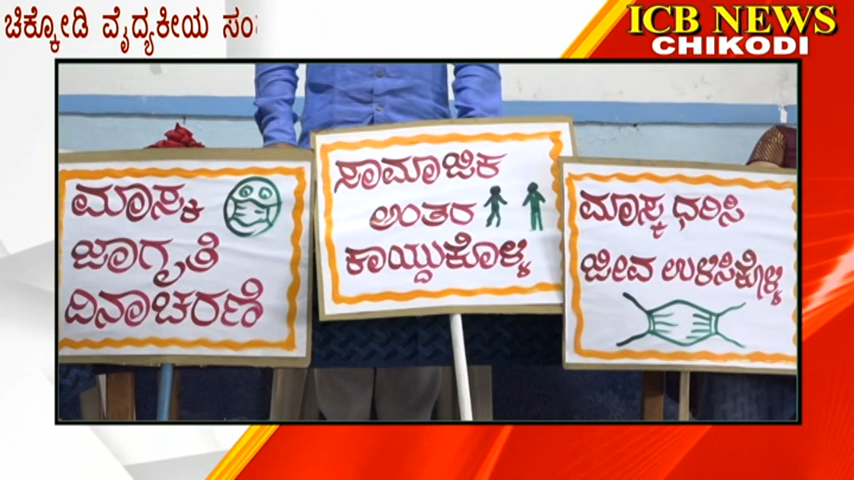 ಚಿಕ್ಕೋಡಿ ವೈದ್ಯಕೀಯ
ICB NEWS
CHIKODI
ಮಾಸ್ಕ
ಜಾಗೃತಿ
ದಿನಾಚರಣಿ
ಸಾಮಾಜಿಕ
ಅಂತರ
ಕಾಯ್ದುಕೊಳ್ಳಿ
ಮಾಸ್ಕ ಧರಿಸಿ
ಜೀವ ಉಳಿಸಿಕೊಳ್ಳಿ